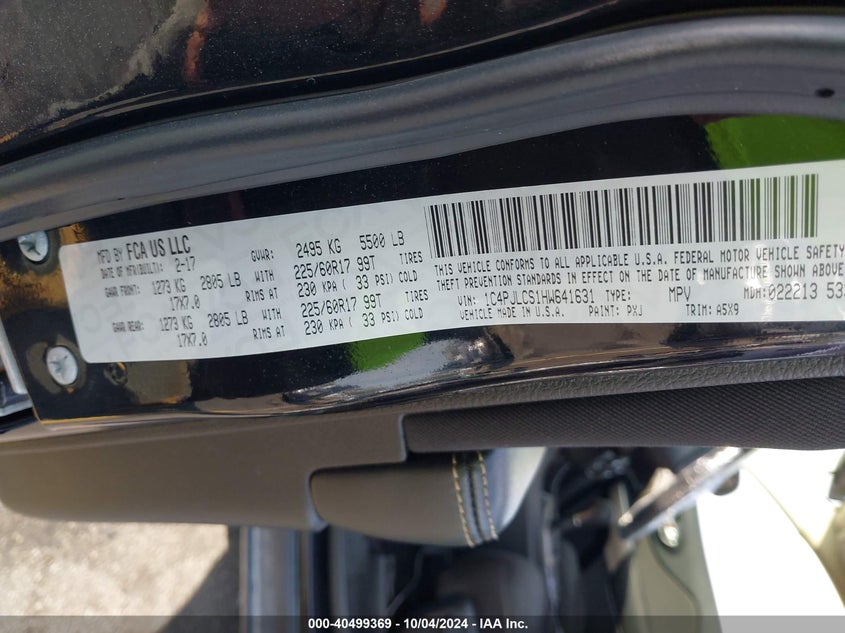 MFD BY FCA US LLC
DATE OF MFR(BUILT): 2-17 GVWR: 2495 KG 5500 LB
GAWR FRONT: 1273 KG 2805 LB WITH 225/60R17 99T TIRES
17X7.0 RIMS AT 230 KPA ( 33 PSI) COLD
GAWR REAR: 1273 KG 2805 LB WITH 225/60R17 99T TIRES
17X7.0 RIMS AT 230 KPA ( 33 PSI) COLD
THIS VEHICLE CONFORMS TO ALL APPLICABLE U.S.A. FEDERAL MOTOR VEHICLE SAFETY
AND THEFT PREVENTION STANDARDS IN EFFECT ON THE DATE OF MFR SHOWN ABOVE
VIN: 1C4PJLCS1HW641631 TYPE: MPV MDH: 022213
VEHICLE MADE IN U.S.A. PAINT: PXJ TRIM: A5X9
000-40499369 - 10/04/2024 - IAA Inc.